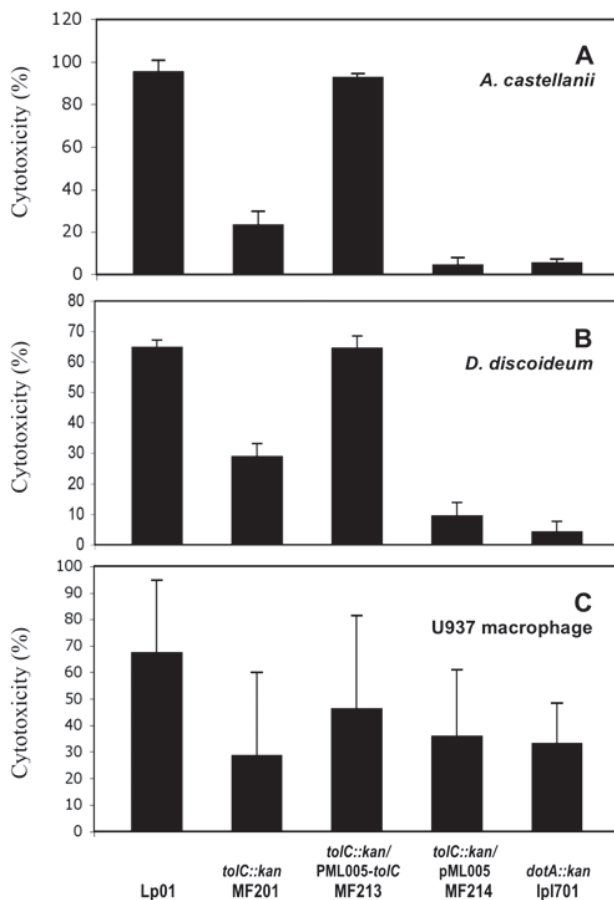 120
100
80
60
40
20
0
Cytotoxicity (%)
A
A. castellanii
80
70
60
50
40
30
20
10
0
Cytotoxicity (%)
B
D. discoideum
100
90
80
70
60
50
40
30
20
10
0
Cytotoxicity (%)
C
U937 macrophage
Lp01
tolC::kan
MF201
tolC::kan/
PML005-tolC
MF213
tolC::kan/
pML005
MF214
dotA::kan
lpl701